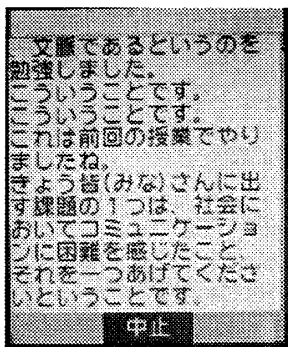 文脈であるというのを
勉強しました。
こういうことです。
こういうことです。
これは前回の授業でやり
ましたね。
きょう皆(みな)さんに出
す課題の１つは、社会に
おいてコミュニケーショ
ンに困難を感じたこと、
それを一つあげてくださ
いということです。
中止